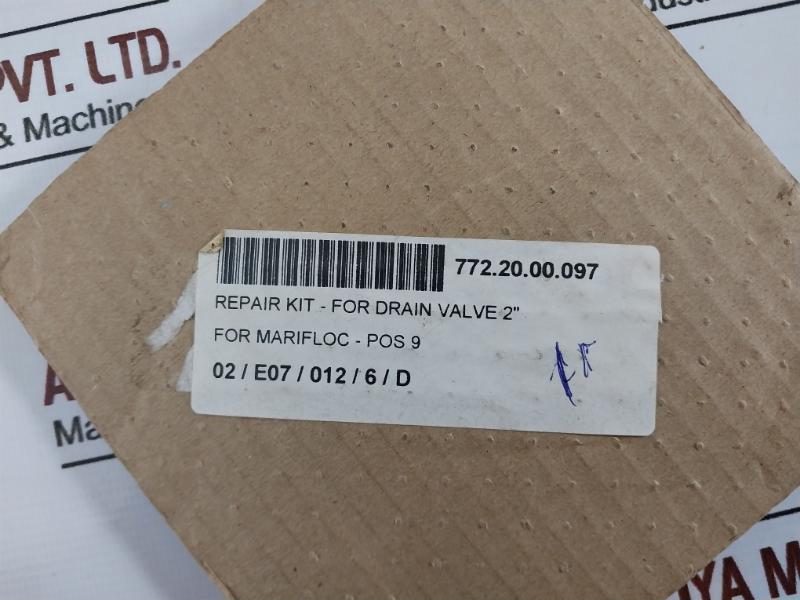 PVT. LTD.
& Machine
772.20.00.097
REPAIR KIT - FOR DRAIN VALVE 2"
FOR MARIFLOC - POS 9
02 / E07 / 012 / 6 / D